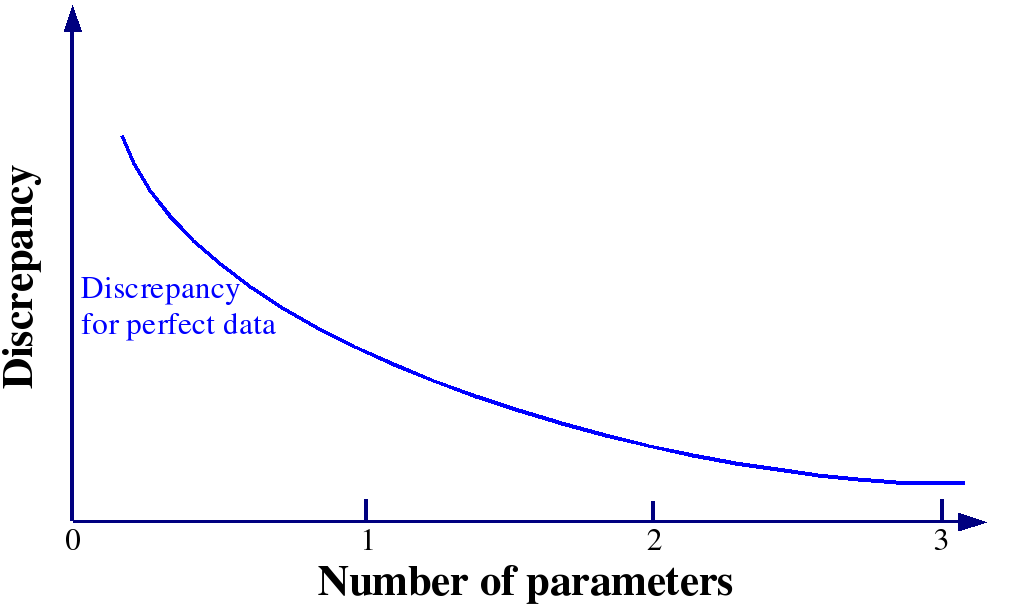 Discrepancy
Discrepancy
for perfect data
0
1
2
3
Number of parameters